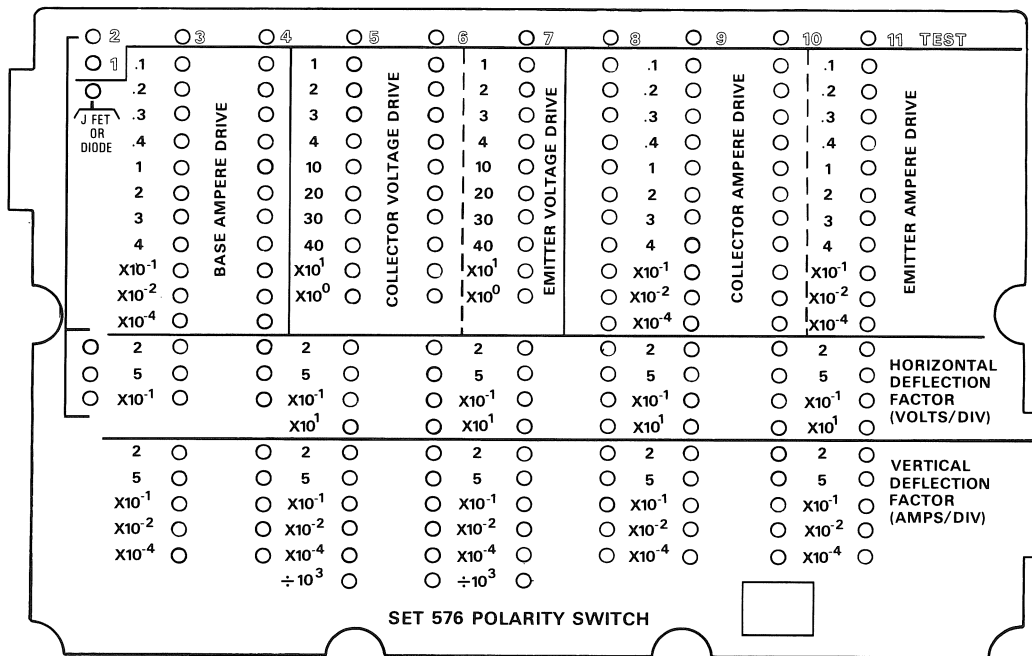 2 3 4 5 6 7 8 9 10 11 TEST
1 .1 1 1 .1 .1
.2 2 2 .2 .2
J FET
OR
DIODE
.3 3 3 .3 .3
.4 4 4 .4 .4
1 10 10 1 1
2 20 20 2 2
3 30 30 3 3
4 40 40 4 4
X10⁻¹ X10¹ X10¹ X10⁻¹ X10⁻¹
X10⁻² X10⁰ X10⁰ X10⁻² X10⁻²
X10⁻⁴ X10⁻⁴ X10⁻⁴
BASE AMPERE DRIVE
COLLECTOR VOLTAGE DRIVE
EMITTER VOLTAGE DRIVE
COLLECTOR AMPERE DRIVE
EMITTER AMPERE DRIVE
2 2 2 2 2
5 5 5 5 5
X10⁻¹ X10⁻¹ X10⁻¹ X10⁻¹ X10⁻¹
X10¹ X10¹ X10¹ X10¹
HORIZONTAL
DEFLECTION
FACTOR
(VOLTS/DIV)
2 2 2 2 2
5 5 5 5 5
X10⁻¹ X10⁻¹ X10⁻¹ X10⁻¹ X10⁻¹
X10⁻² X10⁻² X10⁻² X10⁻² X10⁻²
X10⁻⁴ X10⁻⁴ X10⁻⁴ X10⁻⁴ X10⁻⁴
÷10³ ÷10³
VERTICAL
DEFLECTION
FACTOR
(AMPS/DIV)
SET 576 POLARITY SWITCH